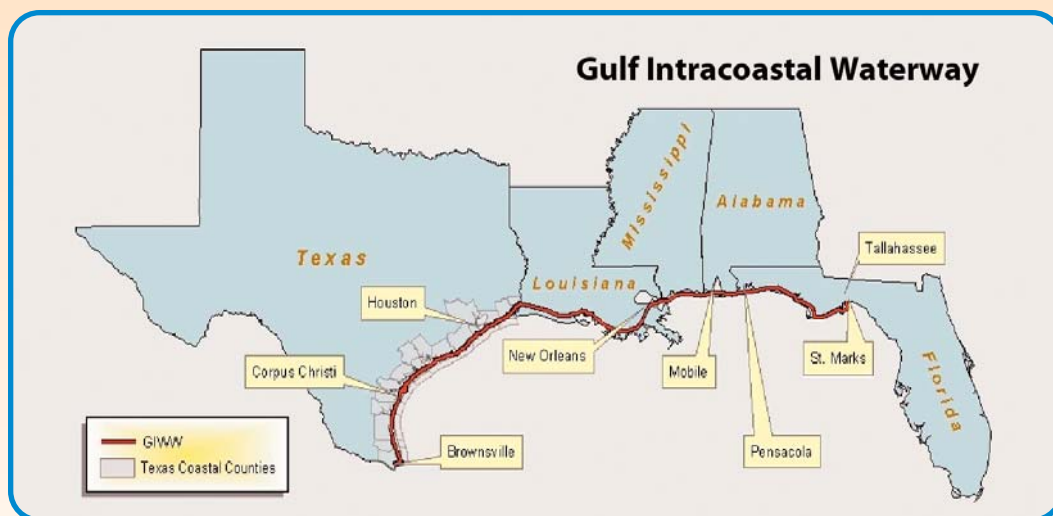 Gulf Intracoastal Waterway
Mississippi
Alabama
Texas
Tallahassee
Louisiana
Houston
New Orleans
Mobile
St. Marks
Corpus Christi
Florida
Brownsville
Pensacola
GIWW
Texas Coastal Counties